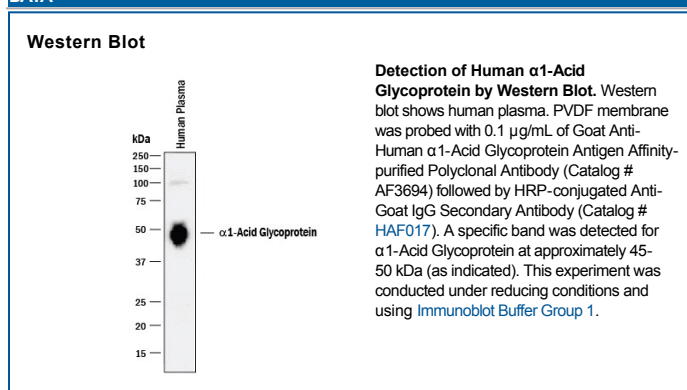 Western Blot
Human Plasma
kDa
250
150
100
75
50
37
25
20
15
α1-Acid Glycoprotein
Detection of Human α1-Acid
Glycoprotein by Western Blot. Western
blot shows human plasma. PVDF membrane
was probed with 0.1 µg/mL of Goat Anti-
Human α1-Acid Glycoprotein Antigen Affinity-
purified Polyclonal Antibody (Catalog #
AF3694) followed by HRP-conjugated Anti-
Goat IgG Secondary Antibody (Catalog #
HAF017). A specific band was detected for
α1-Acid Glycoprotein at approximately 45-
50 kDa (as indicated). This experiment was
conducted under reducing conditions and
using Immunoblot Buffer Group 1.